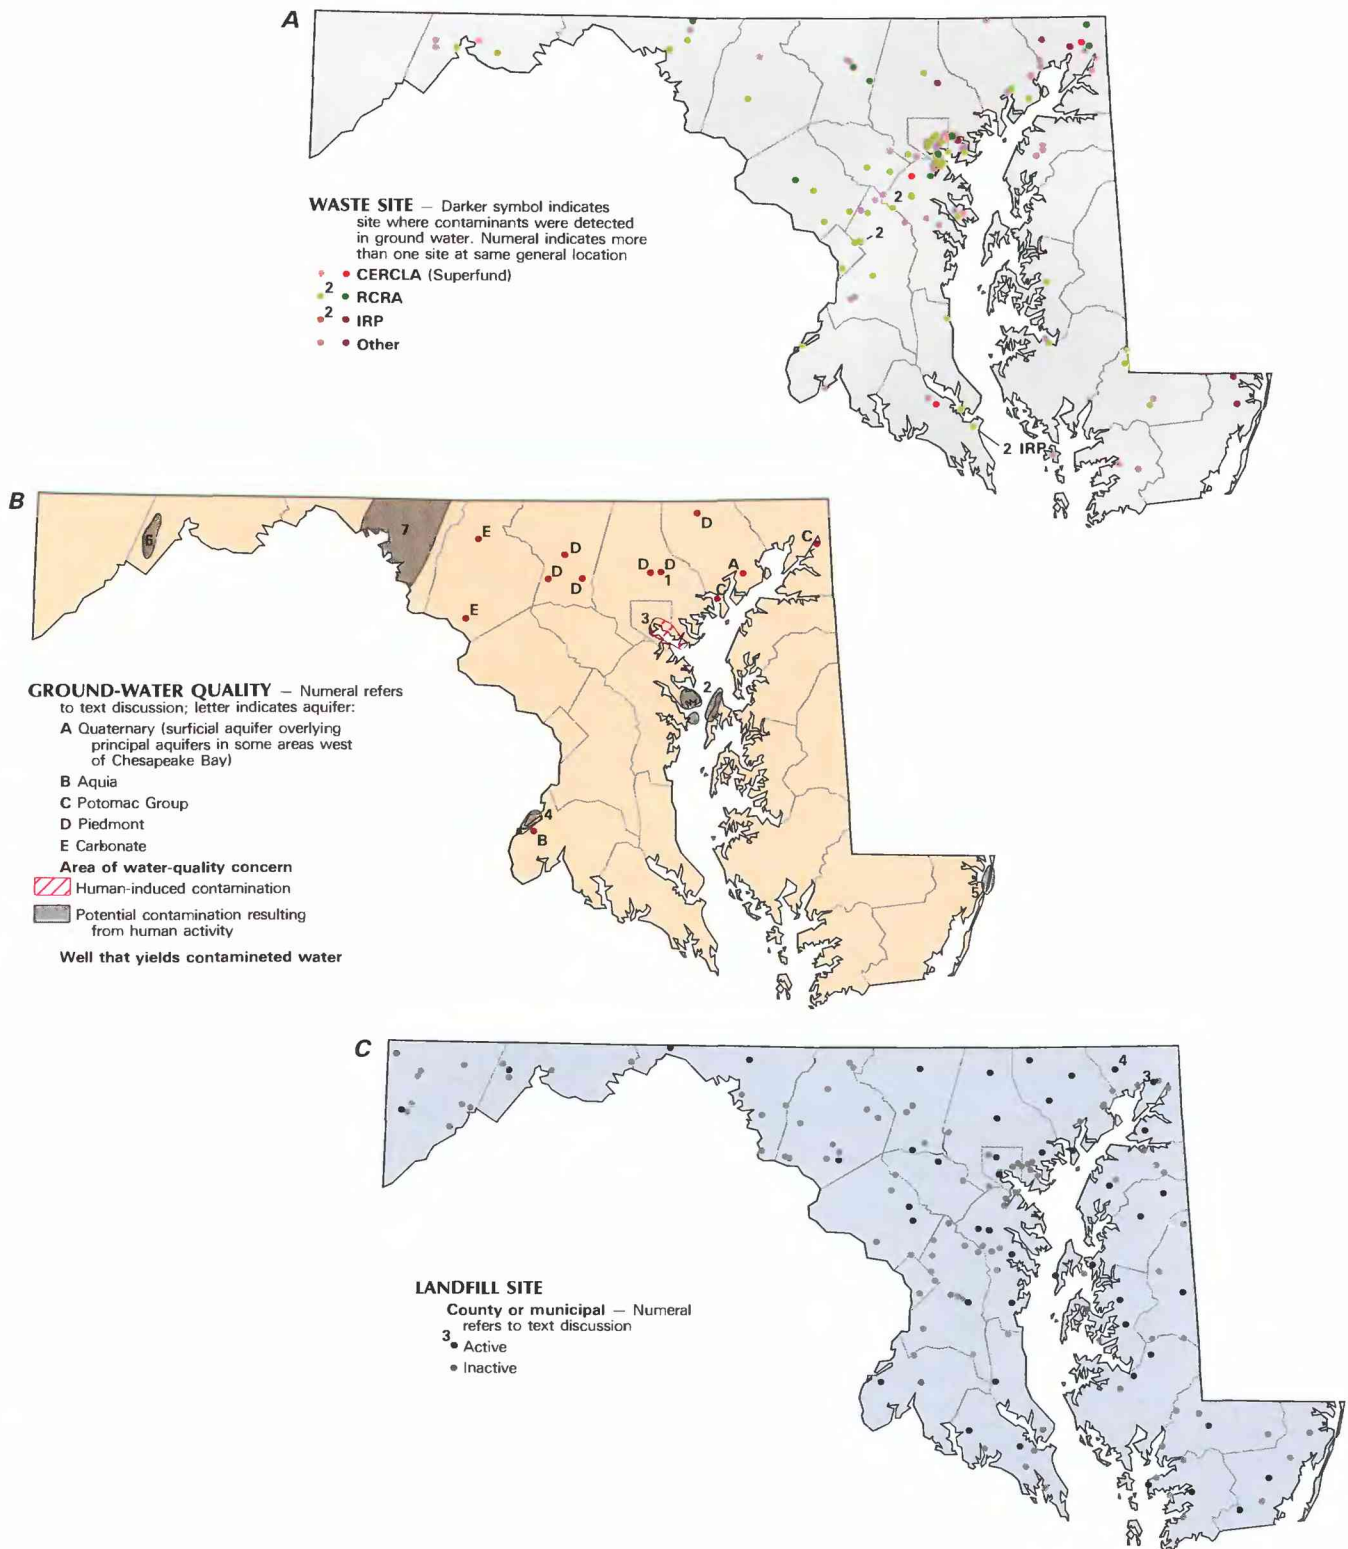 A
WASTE SITE — Darker symbol indicates
site where contaminants were detected
in ground water. Numeral indicates more
than one site at same general location
CERCLA (Superfund)
2 RCRA
2 IRP
Other
2
2
2 IRP
B
6
7
E
D
D
D
D
D
1
D
A
C
C
E
3
2
4
B
5
GROUND-WATER QUALITY — Numeral refers
to text discussion; letter indicates aquifer:
A Quaternary (surficial aquifer overlying
principal aquifers in some areas west
of Chesapeake Bay)
B Aquia
C Potomac Group
D Piedmont
E Carbonate
Area of water-quality concern
Human-induced contamination
Potential contamination resulting
from human activity
Well that yields contamineted water
C
4
3
LANDFILL SITE
County or municipal — Numeral
refers to text discussion
3 Active
Inactive